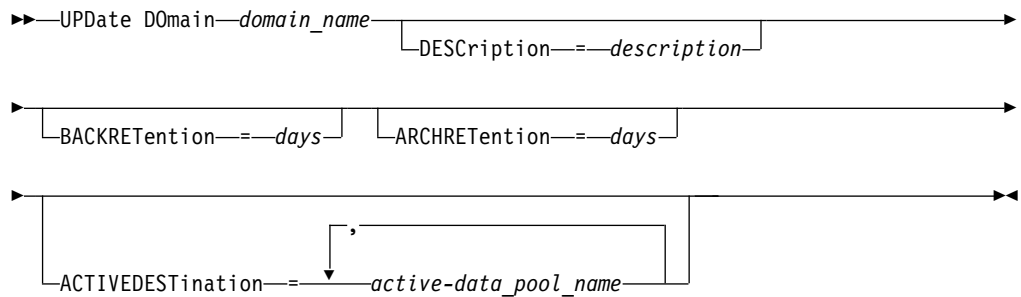 UPDate DOmain domain_name
DESCription = description
BACKRETention = days ARCHRETention = days
,
ACTIVEDESTination = active-data_pool_name